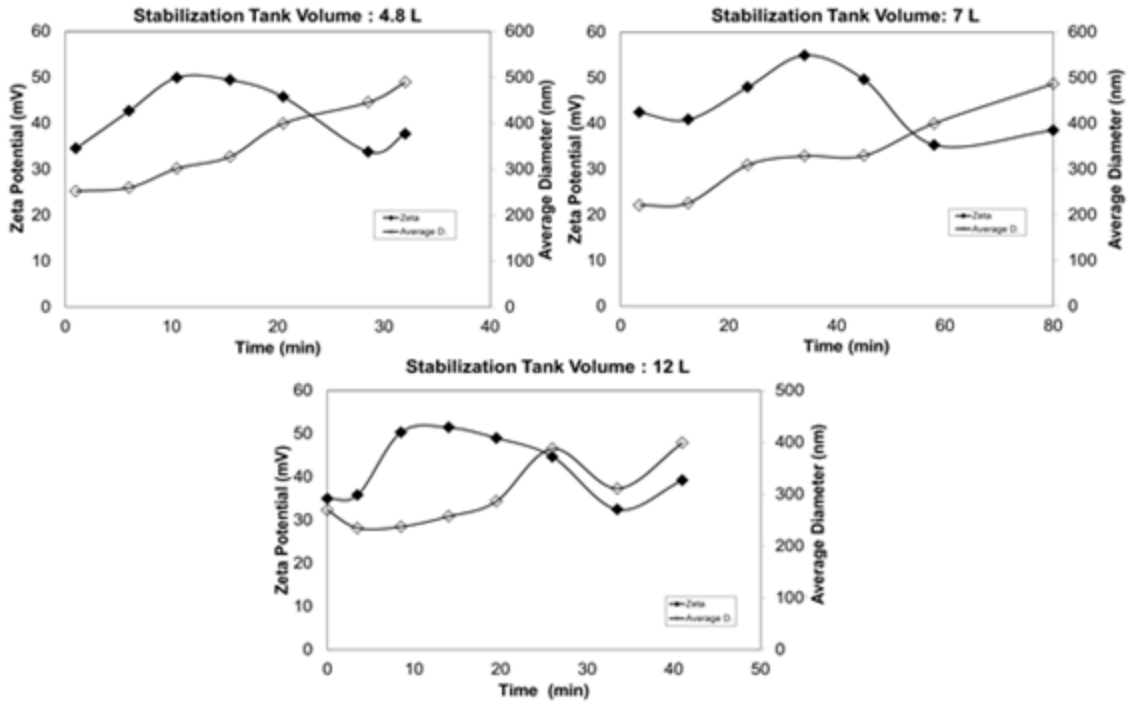 Stabilization Tank Volume : 4.8 L
60
50
40
30
20
10
0
Zeta Potential (mV)
600
500
400
300
200
100
0
Average Diameter (nm)
0 10 20 30 40
Time (min)
Zeta
Average D.
Stabilization Tank Volume: 7 L
60
50
40
30
20
10
0
Zeta Potential (mV)
600
500
400
300
200
100
0
Average Diameter (nm)
0 20 40 60 80
Time (min)
Zeta
Average D.
Stabilization Tank Volume : 12 L
60
50
40
30
20
10
0
Zeta Potential (mV)
500
400
300
200
100
0
Average Diameter (nm)
0 10 20 30 40 50
Time (min)
Zeta
Average D.